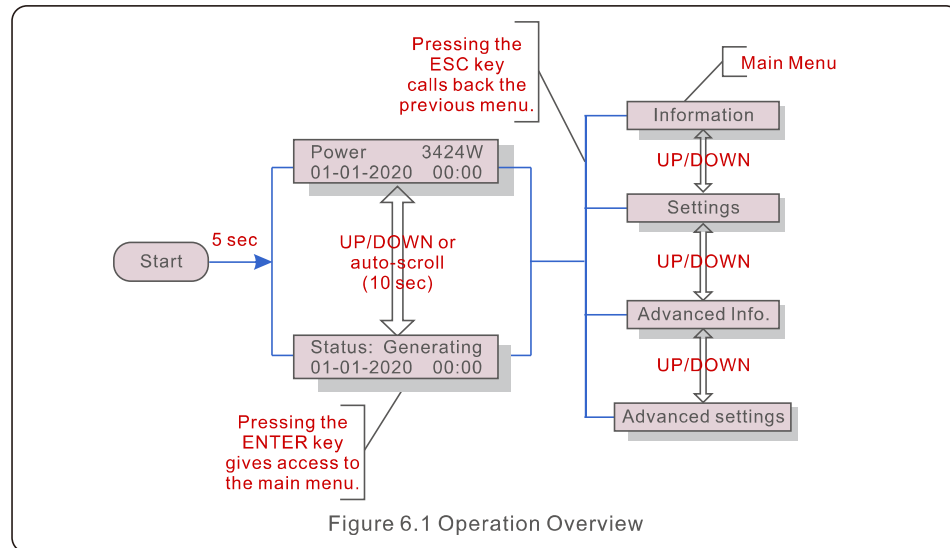 Pressing the
ESC key
calls back the
previous menu.
Main Menu
Information
UP/DOWN
Power 3424W
01-01-2020 00:00
Settings
5 sec
Start
UP/DOWN or
auto-scroll
(10 sec)
UP/DOWN
Advanced Info.
Status: Generating
01-01-2020 00:00
UP/DOWN
Advanced settings
Pressing the
ENTER key
gives access to
the main menu.
Figure 6.1 Operation Overview